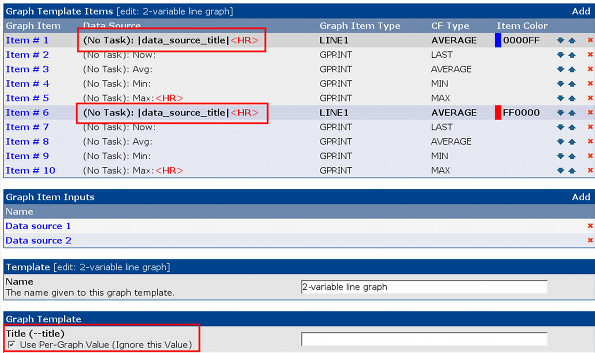 Graph Template Items [edit: 2-variable line graph] Add
Graph Item Data Source Graph Item Type CF Type Item Color
Item # 1 (No Task): |data_source_title|<HR> LINE1 AVERAGE 0000FF
Item # 2 (No Task): Now: GPRINT LAST
Item # 3 (No Task): Avg: GPRINT AVERAGE
Item # 4 (No Task): Min: GPRINT MIN
Item # 5 (No Task): Max:<HR> GPRINT MAX
Item # 6 (No Task): |data_source_title|<HR> LINE1 AVERAGE FF0000
Item # 7 (No Task): Now: GPRINT LAST
Item # 8 (No Task): Avg: GPRINT AVERAGE
Item # 9 (No Task): Min: GPRINT MIN
Item # 10 (No Task): Max:<HR> GPRINT MAX
Graph Item Inputs Add
Name
Data source 1
Data source 2
Template [edit: 2-variable line graph]
Name
The name given to this graph template. 2-variable line graph
Graph Template
Title (--title)
Use Per-Graph Value (Ignore this Value)